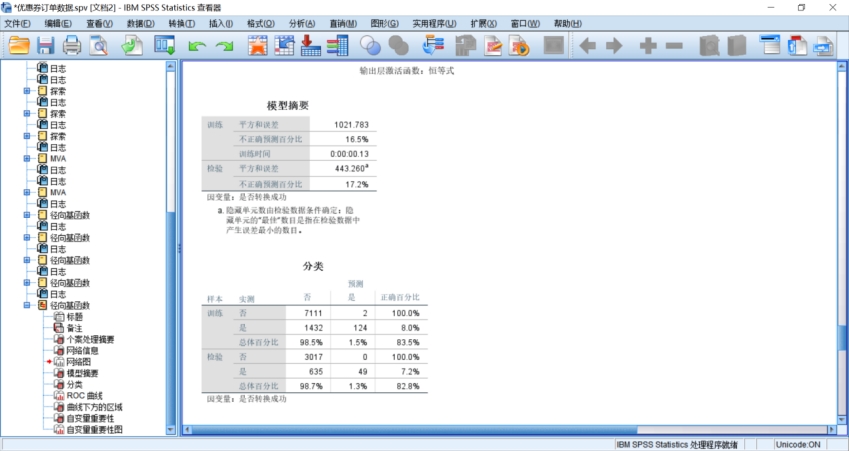 *优惠券订单数据.spv [文档2] - IBM SPSS Statistics 查看器
文件(F) 编辑(E) 查看(V) 数据(D) 转换(T) 插入(I) 格式(O) 分析(A) 直销(M) 图形(G) 实用程序(U) 扩展(X) 窗口(W) 帮助(H)
日志
日志
探索
日志
探索
日志
探索
日志
MVA
日志
日志
MVA
日志
径向基函数
日志
径向基函数
日志
径向基函数
日志
径向基函数
日志
径向基函数
标题
备注
个案处理摘要
网络信息
网络图
模型摘要
分类
ROC 曲线
曲线下方的区域
自变量重要性
自变量重要性图
输出层激活函数：恒等式
模型摘要
训练 平方和误差 1021.783
不正确预测百分比 16.5%
训练时间 0:00:00.13
检验 平方和误差 443.260a
不正确预测百分比 17.2%
因变量：是否转换成功
a. 隐藏单元数由检验数据条件确定：隐
藏单元的“最佳”数目是指在检验数据中
产生误差最小的数目。
分类
预测
样本 实测 否 是 正确百分比
训练 否 7111 2 100.0%
是 1432 124 8.0%
总体百分比 98.5% 1.5% 83.5%
检验 否 3017 0 100.0%
是 635 49 7.2%
总体百分比 98.7% 1.3% 82.8%
因变量：是否转换成功
IBM SPSS Statistics 处理程序就绪 Unicode:ON